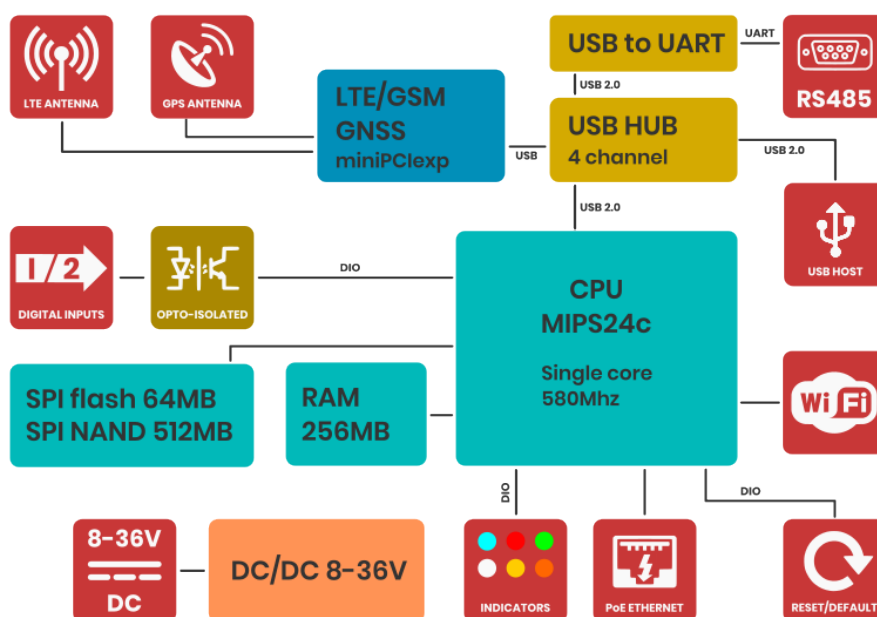 LTE ANTENNA
GPS ANTENNA
LTE/GSM
GNSS
miniPCIexp
USB
USB to UART
UART
RS485
USB 2.0
USB HUB
4 channel
USB 2.0
USB 2.0
USB HOST
1/2
DIGITAL INPUTS
OPTO-ISOLATED
DIO
CPU
MIPS24c
Single core
580Mhz
SPI flash 64MB
SPI NAND 512MB
RAM
256MB
Wi Fi
DIO
DIO
8-36V
DC
DC/DC 8-36V
INDICATORS
PoE ETHERNET
RESET/DEFAULT